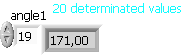 20 determinated values
angle1
19 171,00